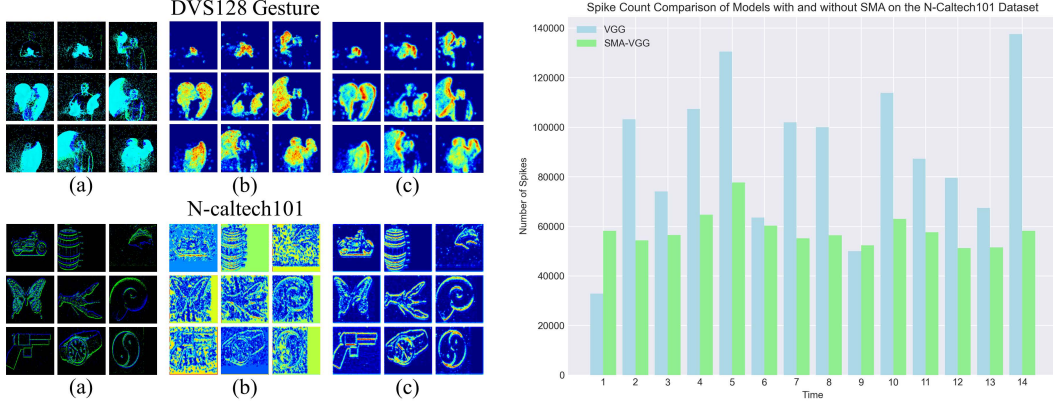 DVS128 Gesture
(a)
(b)
(c)
N-caltech101
(a)
(b)
(c)
Spike Count Comparison of Models with and without SMA on the N-Caltech101 Dataset
VGG
SMA-VGG
Number of Spikes
140000
120000
100000
80000
60000
40000
20000
0
1 2 3 4 5 6 7 8 9 10 11 12 13 14
Time